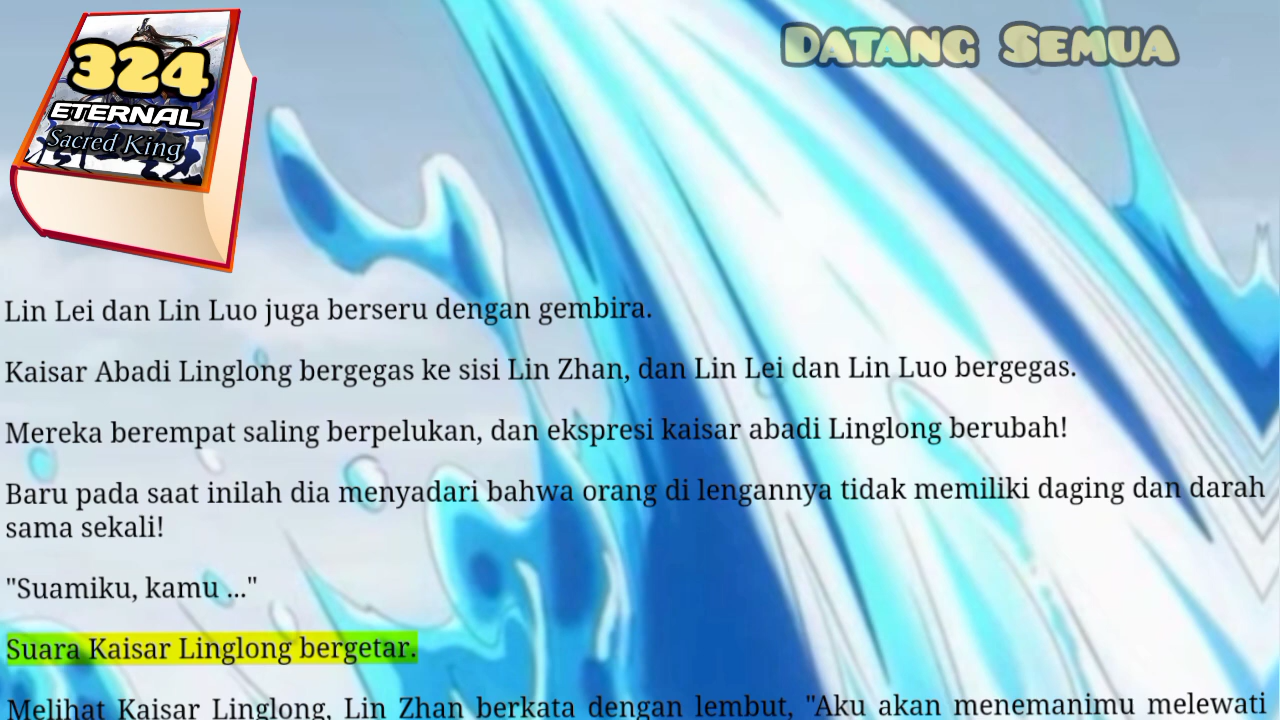 324
ETERNAL
Sacred King
Datang Semua
Lin Lei dan Lin Luo juga berseru dengan gembira.
Kaisar Abadi Linglong bergegas ke sisi Lin Zhan, dan Lin Lei dan Lin Luo bergegas.
Mereka berempat saling berpelukan, dan ekspresi kaisar abadi Linglong berubah!
Baru pada saat inilah dia menyadari bahwa orang di lengannya tidak memiliki daging dan darah
sama sekali!
"Suamiku, kamu ..."
Suara Kaisar Linglong bergetar.
Melihat Kaisar Linglong, Lin Zhan berkata dengan lembut, "Aku akan menemanimu melewati